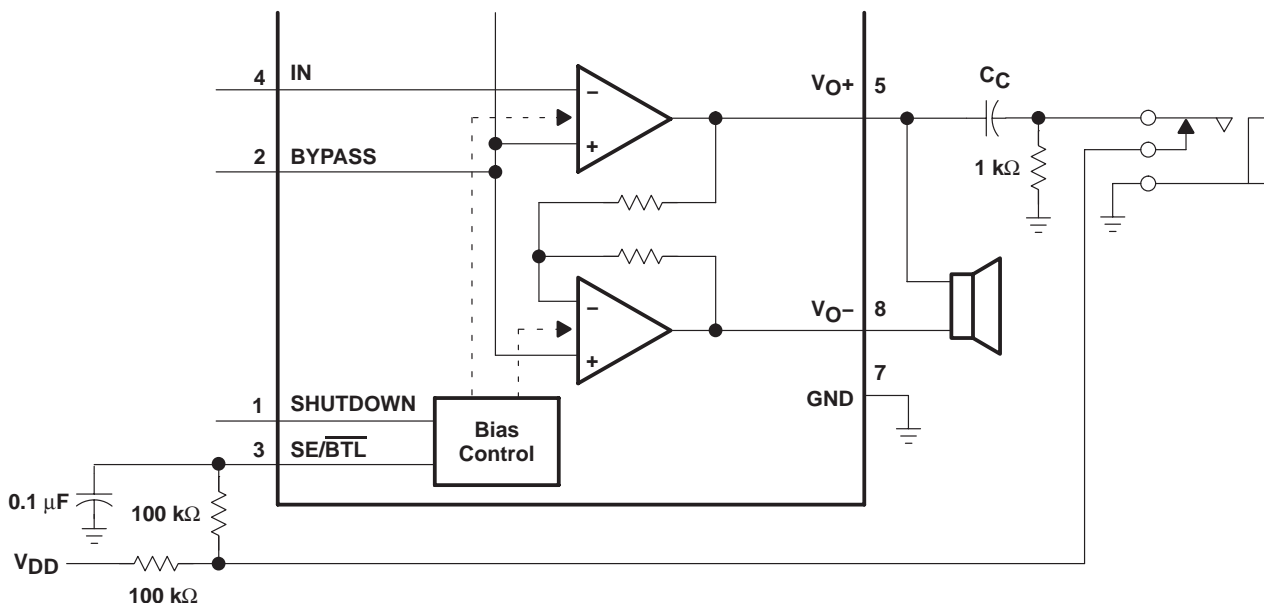 4 IN
2 BYPASS
VO+ 5
CC
1 kΩ
−
+
−
+
VO− 8
7
GND
1 SHUTDOWN
3 SE/BTL
Bias
Control
0.1 μF
100 kΩ
VDD
100 kΩ